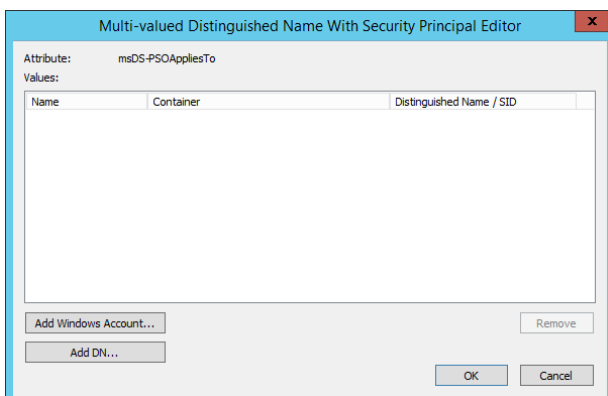 Multi-valued Distinguished Name With Security Principal Editor
x
Attribute: msDS-PSOAppliesTo
Values:
Name Container Distinguished Name / SID
Add Windows Account... Remove
Add DN...
OK Cancel